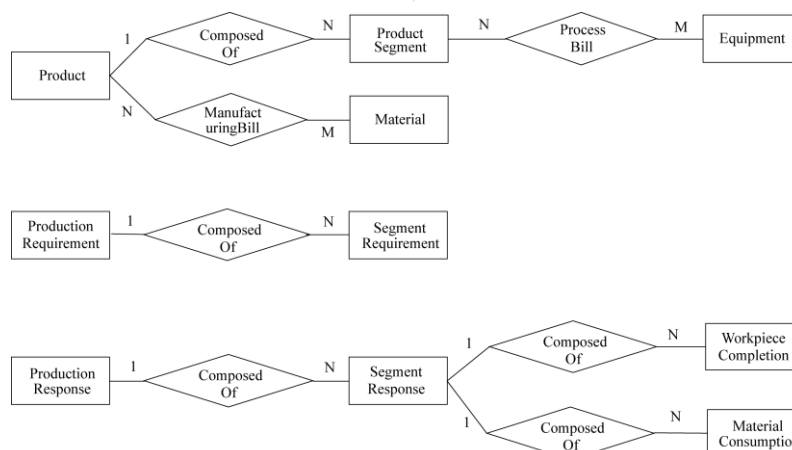 1
Composed
Of
N
Product
Segment
N
Process
Bill
M
Equipment
Product
N
Manufact
uringBill
M
Material
Production
Requirement
1
Composed
Of
N
Segment
Requirement
Production
Response
1
Composed
Of
N
Segment
Response
1
Composed
Of
N
Workpiece
Completion
1
Composed
Of
N
Material
Consumption